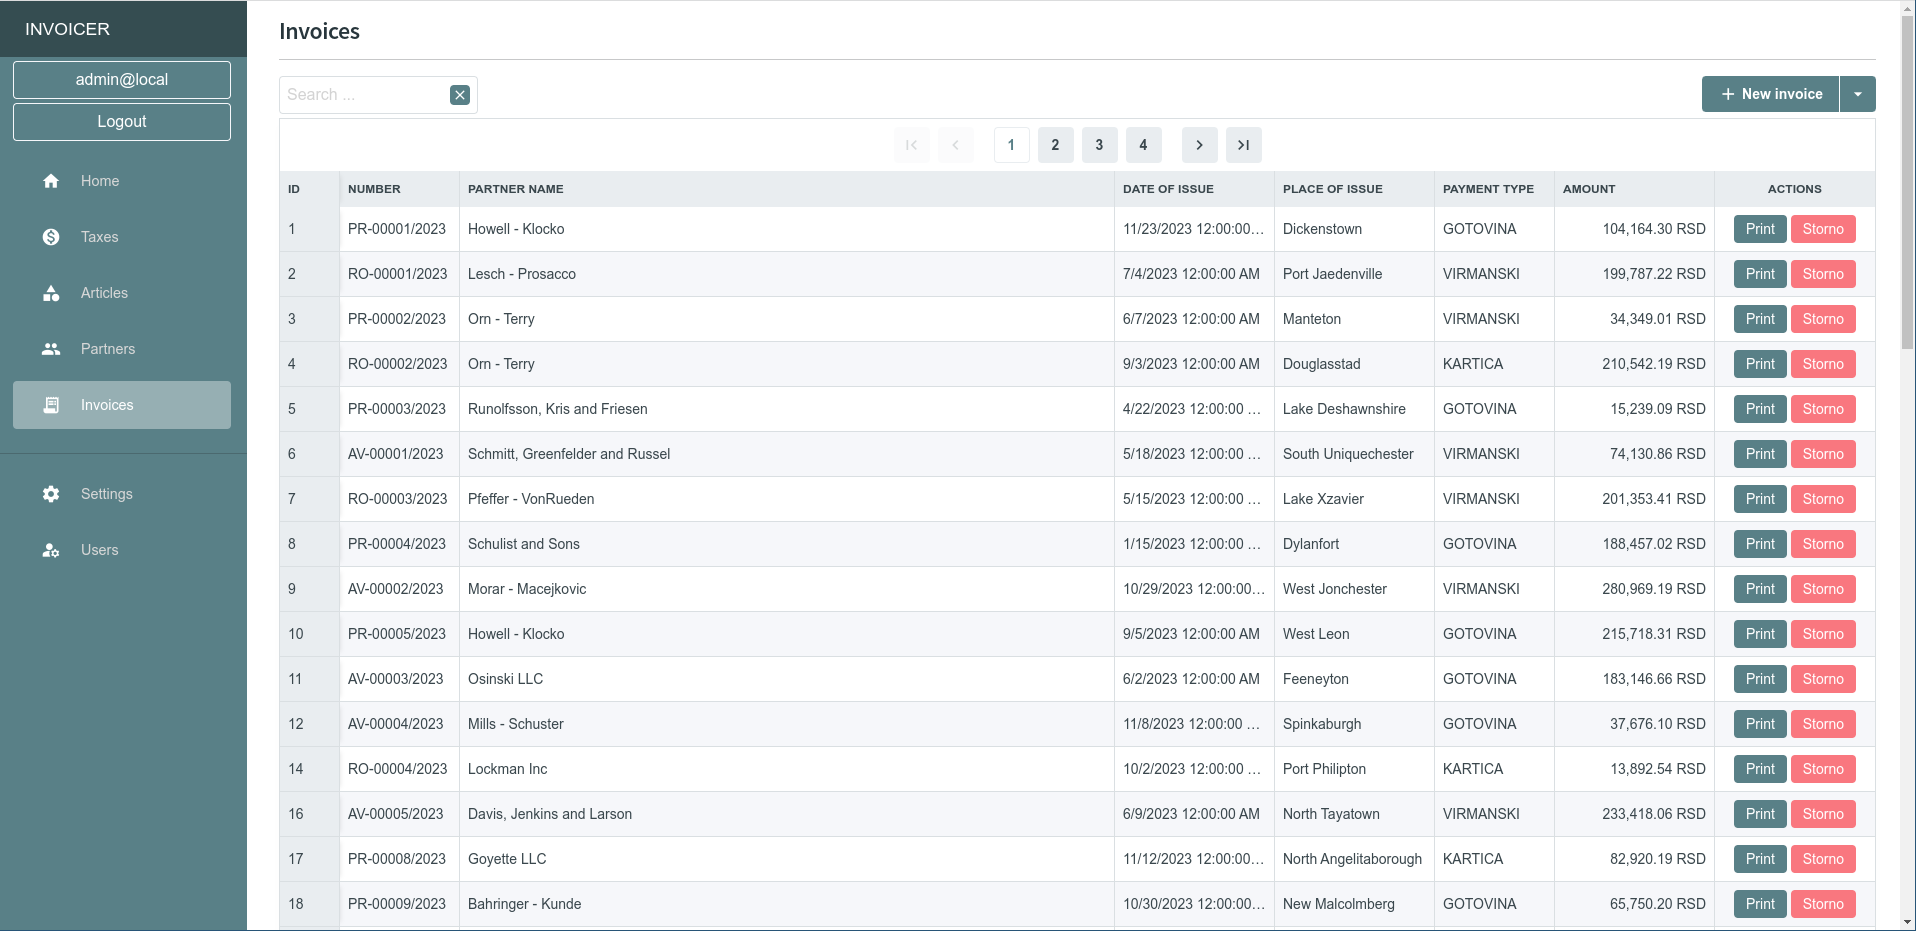 INVOICER
admin@local
Logout
Home
Taxes
Articles
Partners
Invoices
Settings
Users
Invoices
Search ...
New invoice
1 2 3 4
ID NUMBER PARTNER NAME DATE OF ISSUE PLACE OF ISSUE PAYMENT TYPE AMOUNT ACTIONS
1 PR-00001/2023 Howell - Klocko 11/23/2023 12:00:00... Dickenstown GOTOVINA 104,164.30 RSD Print Storno
2 RO-00001/2023 Lesch - Prosacco 7/4/2023 12:00:00 AM Port Jaedenville VIRMANSKI 199,787.22 RSD Print Storno
3 PR-00002/2023 Orn - Terry 6/7/2023 12:00:00 AM Manteton VIRMANSKI 34,349.01 RSD Print Storno
4 RO-00002/2023 Orn - Terry 9/3/2023 12:00:00 AM Douglasstad KARTICA 210,542.19 RSD Print Storno
5 PR-00003/2023 Runolfsson, Kris and Friesen 4/22/2023 12:00:00 ... Lake Deshawnshire GOTOVINA 15,239.09 RSD Print Storno
6 AV-00001/2023 Schmitt, Greenfelder and Russel 5/18/2023 12:00:00 ... South Uniquechester VIRMANSKI 74,130.86 RSD Print Storno
7 RO-00003/2023 Pfeffer - VonRueden 5/15/2023 12:00:00 ... Lake Xzavier VIRMANSKI 201,353.41 RSD Print Storno
8 PR-00004/2023 Schulist and Sons 1/15/2023 12:00:00 ... Dylanfort GOTOVINA 188,457.02 RSD Print Storno
9 AV-00002/2023 Morar - Macejkovic 10/29/2023 12:00:00... West Jonchester VIRMANSKI 280,969.19 RSD Print Storno
10 PR-00005/2023 Howell - Klocko 9/5/2023 12:00:00 AM West Leon GOTOVINA 215,718.31 RSD Print Storno
11 AV-00003/2023 Osinski LLC 6/2/2023 12:00:00 AM Feeneyton GOTOVINA 183,146.66 RSD Print Storno
12 AV-00004/2023 Mills - Schuster 11/8/2023 12:00:00 ... Spinkaburgh GOTOVINA 37,676.10 RSD Print Storno
14 RO-00004/2023 Lockman Inc 10/2/2023 12:00:00 ... Port Philipton KARTICA 13,892.54 RSD Print Storno
16 AV-00005/2023 Davis, Jenkins and Larson 6/9/2023 12:00:00 AM North Tayatown VIRMANSKI 233,418.06 RSD Print Storno
17 PR-00008/2023 Goyette LLC 11/12/2023 12:00:00... North Angelitaborough KARTICA 82,920.19 RSD Print Storno
18 PR-00009/2023 Bahringer - Kunde 10/30/2023 12:00:00... New Malcolmberg GOTOVINA 65,750.20 RSD Print Storno